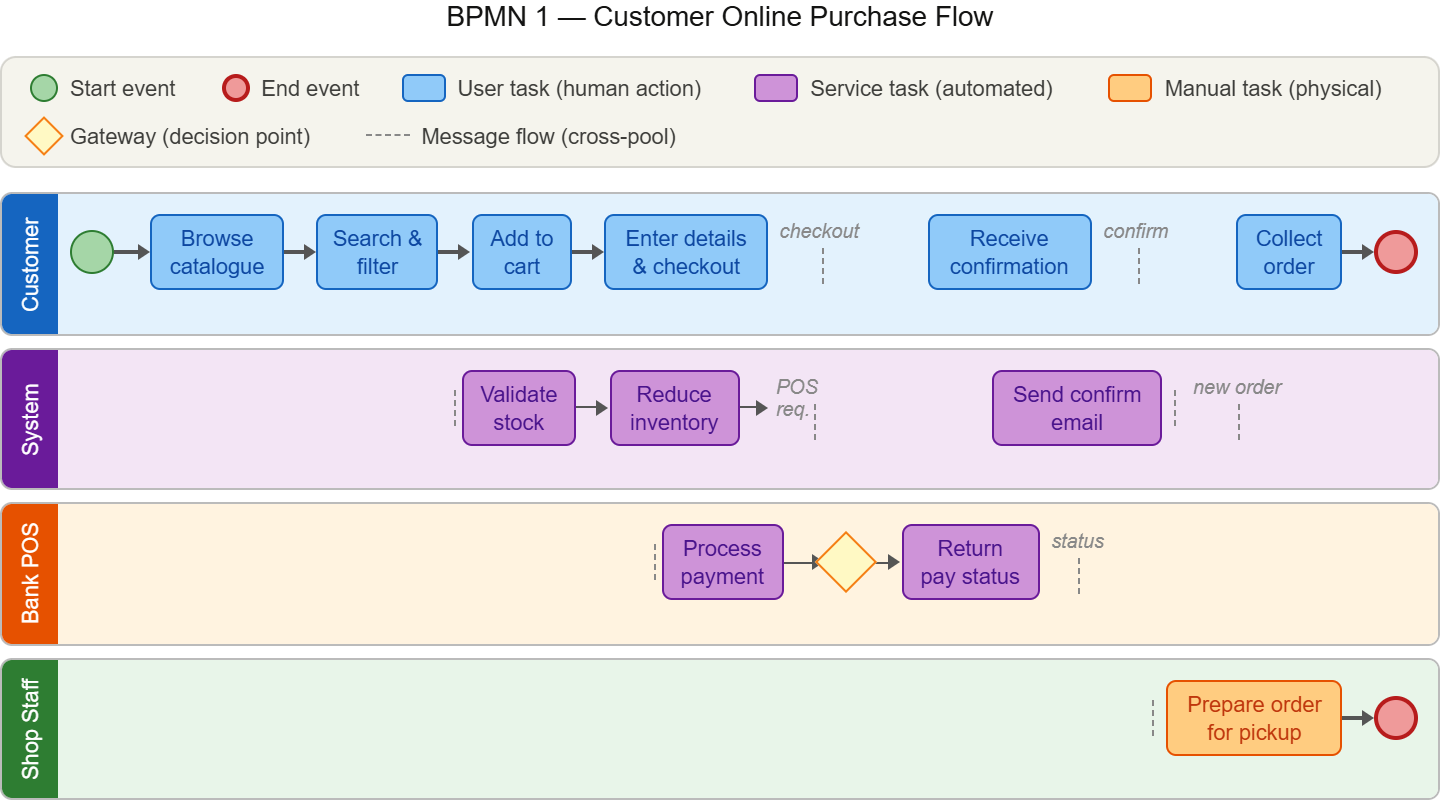 BPMN 1 — Customer Online Purchase Flow
Start event
End event
User task (human action)
Service task (automated)
Manual task (physical)
Gateway (decision point)
Message flow (cross-pool)
Customer
Browse
catalogue
Search &
filter
Add to
cart
Enter details
& checkout
checkout
Receive
confirmation
confirm
Collect
order
System
Validate
stock
Reduce
inventory
POS
req.
Send confirm
email
new order
Bank POS
Process
payment
Return
pay status
status
Shop Staff
Prepare order
for pickup